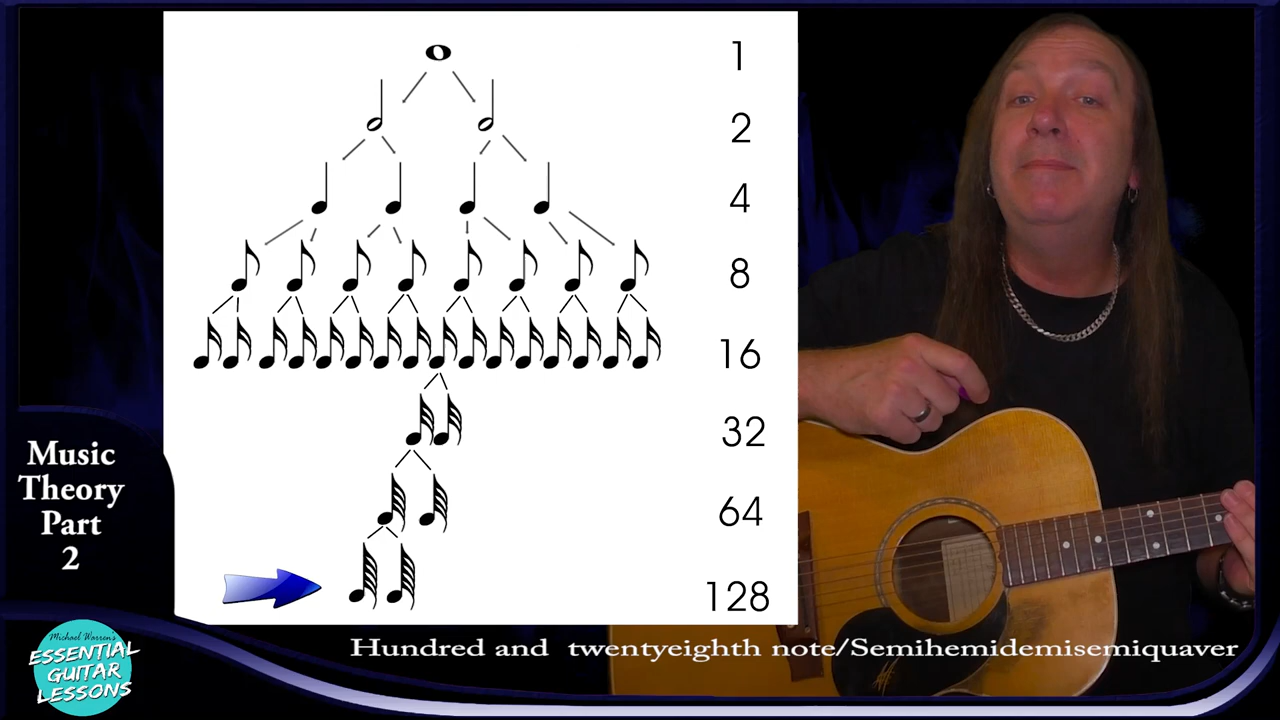 1
2
4
8
16
32
64
128
Music
Theory
Part
2
Hundred and twentyeighth note/Semihemidemisemiquaver
Michael Warren's
ESSENTIAL
GUITAR
LESSONS